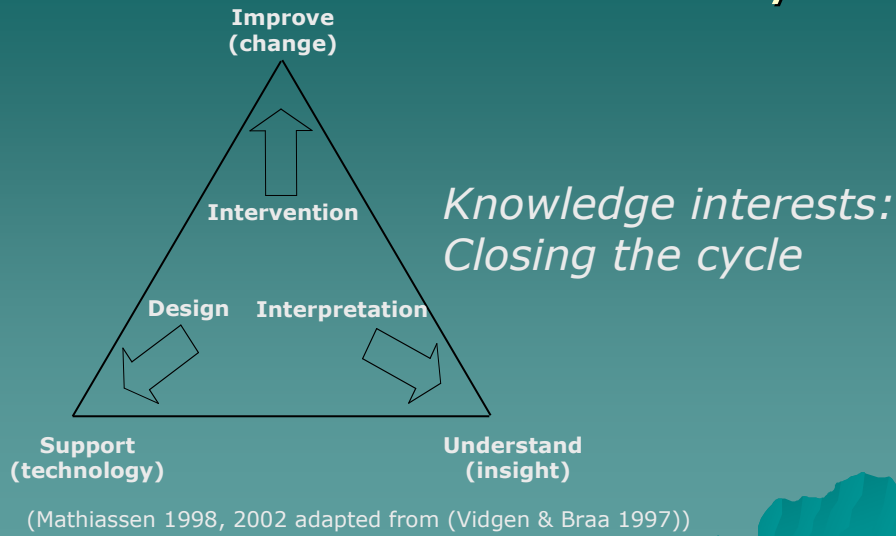 Improve
(change)
Intervention
Knowledge interests:
Closing the cycle
Design Interpretation
Support
(technology)
Understand
(insight)
(Mathiassen 1998, 2002 adapted from (Vidgen & Braa 1997))